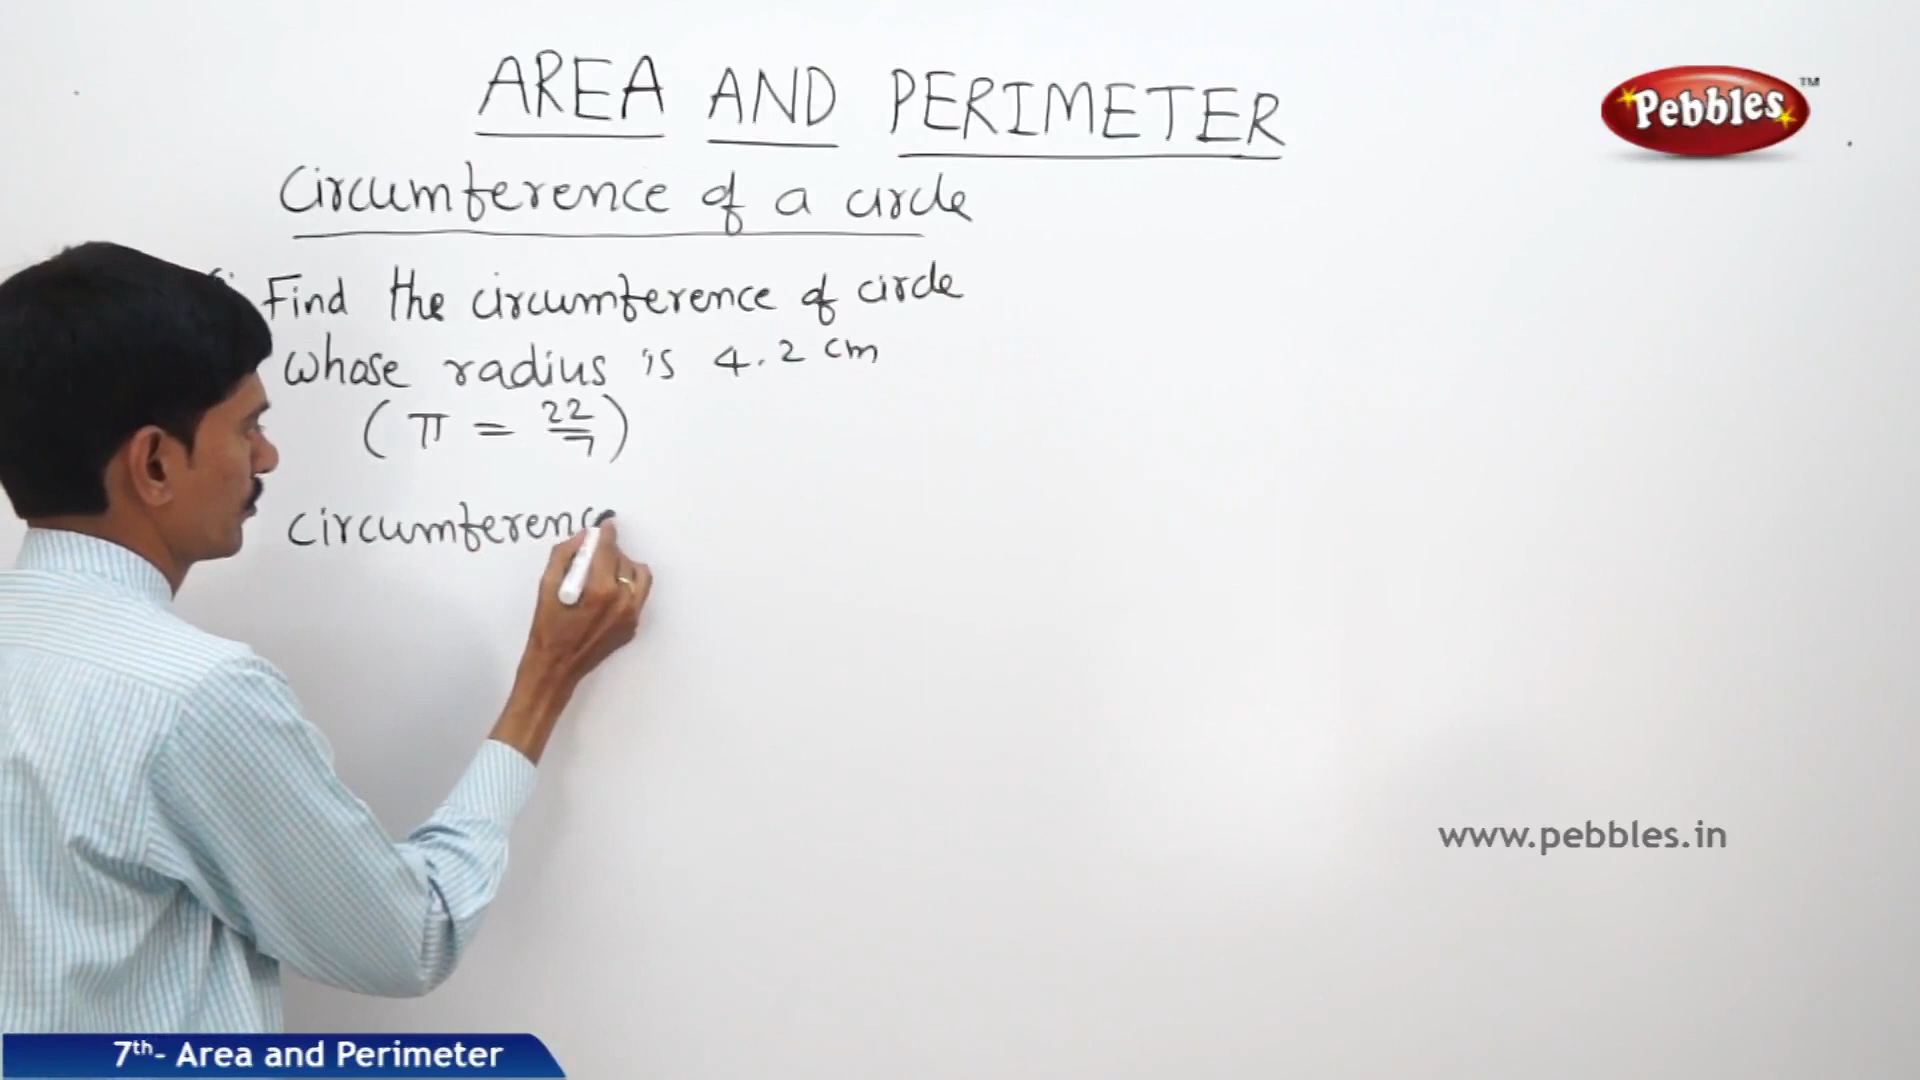 AREA AND PERIMETER
Pebbles™
Circumference of a circle
Find the circumference of circle
whose radius is 4.2 cm
(π = 22/7)
circumferenc
www.pebbles.in
7th- Area and Perimeter